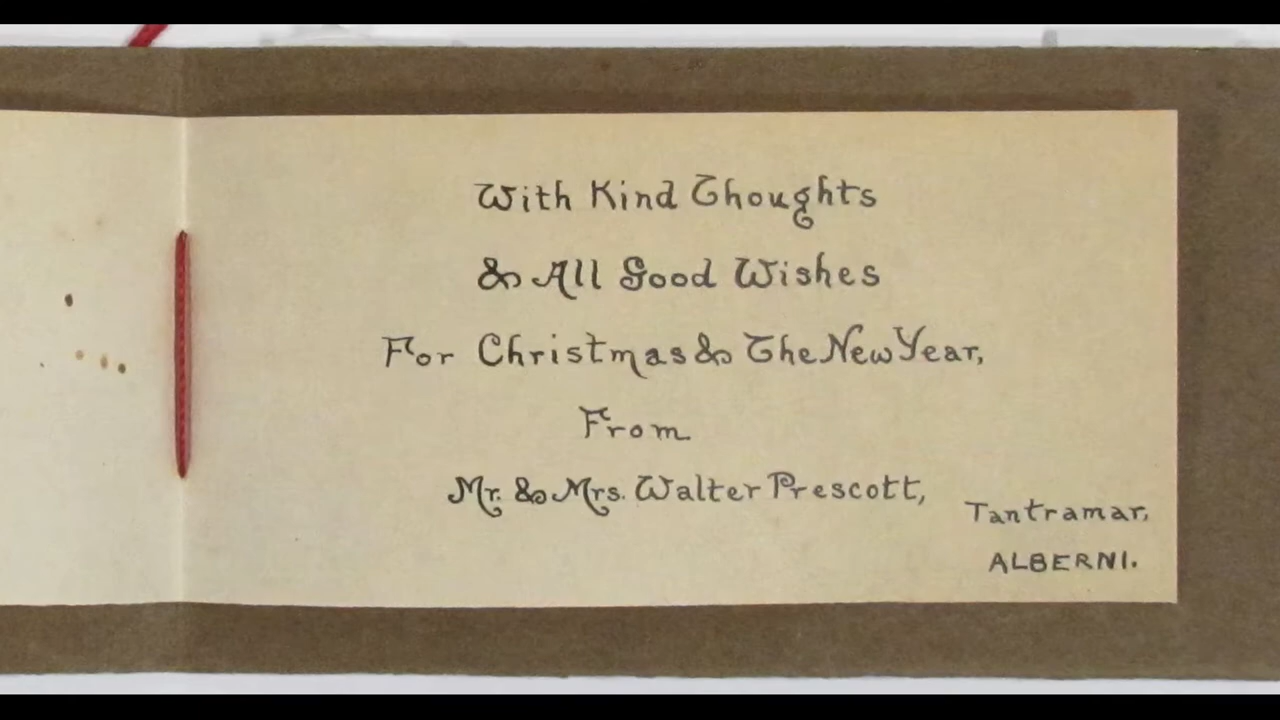 With Kind Thoughts
& All Good Wishes
For Christmas & The New Year,
From
Mr. & Mrs. Walter Prescott,
Tantramar,
ALBERNI.